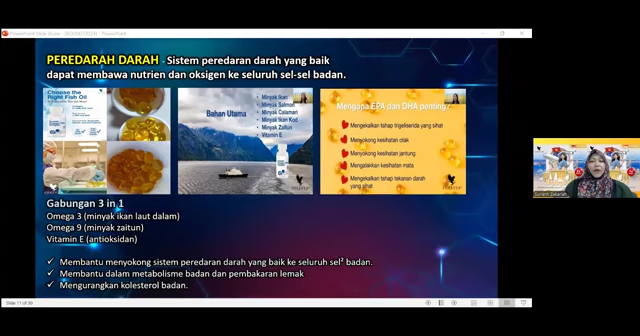 PEREDARAH DARAH - Sistem peredaran darah yang baik
dapat membawa nutrien dan oksigen ke seluruh sel-sel badan.
Choose the
Right Fish Oil
Bahan Utama
• Minyak Ikan
• Minyak Salmon
• Minyak Calamari
• Minyak Ikan Kod
• Minyak Zaitun
• Vitamin E
Mengapa EPA dan DHA penting?
Mengekalkan tahap trigeliserida yang sihat
Menyokong kesihatan otak
Menyokong kesihatan jantung
Mengalakkan kesihatan mata
Mengekalkan tahap tekanan darah
yang sihat
Gabungan 3 in 1
Omega 3 (minyak ikan laut dalam)
Omega 9 (minyak zaitun)
Vitamin E (antioksidan)
✓ Membantu menyokong sistem peredaran darah yang baik ke seluruh sel² badan.
✓ Membantu dalam metabolisme badan dan pembakaran lemak
✓ Mengurangkan kolesterol badan.